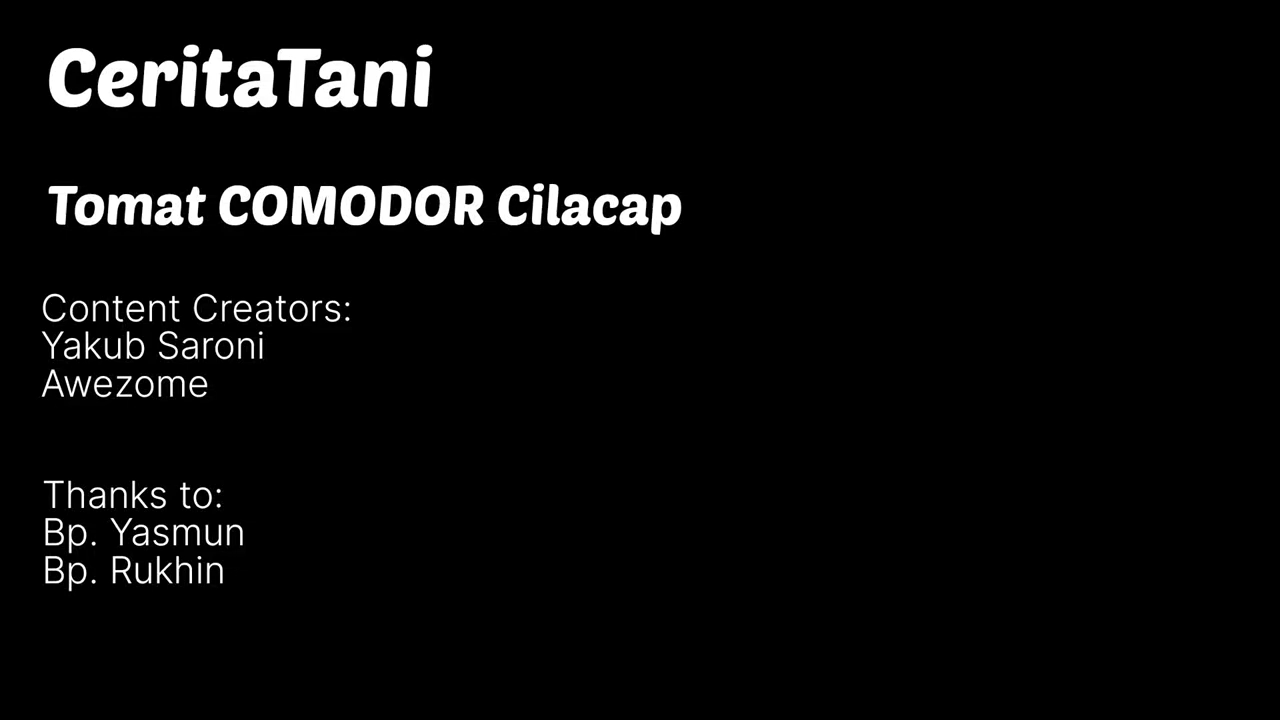 CeritaTani
Tomat COMODOR Cilacap
Content Creators:
Yakub Saroni
Awezome
Thanks to:
Bp. Yasmun
Bp. Rukhin